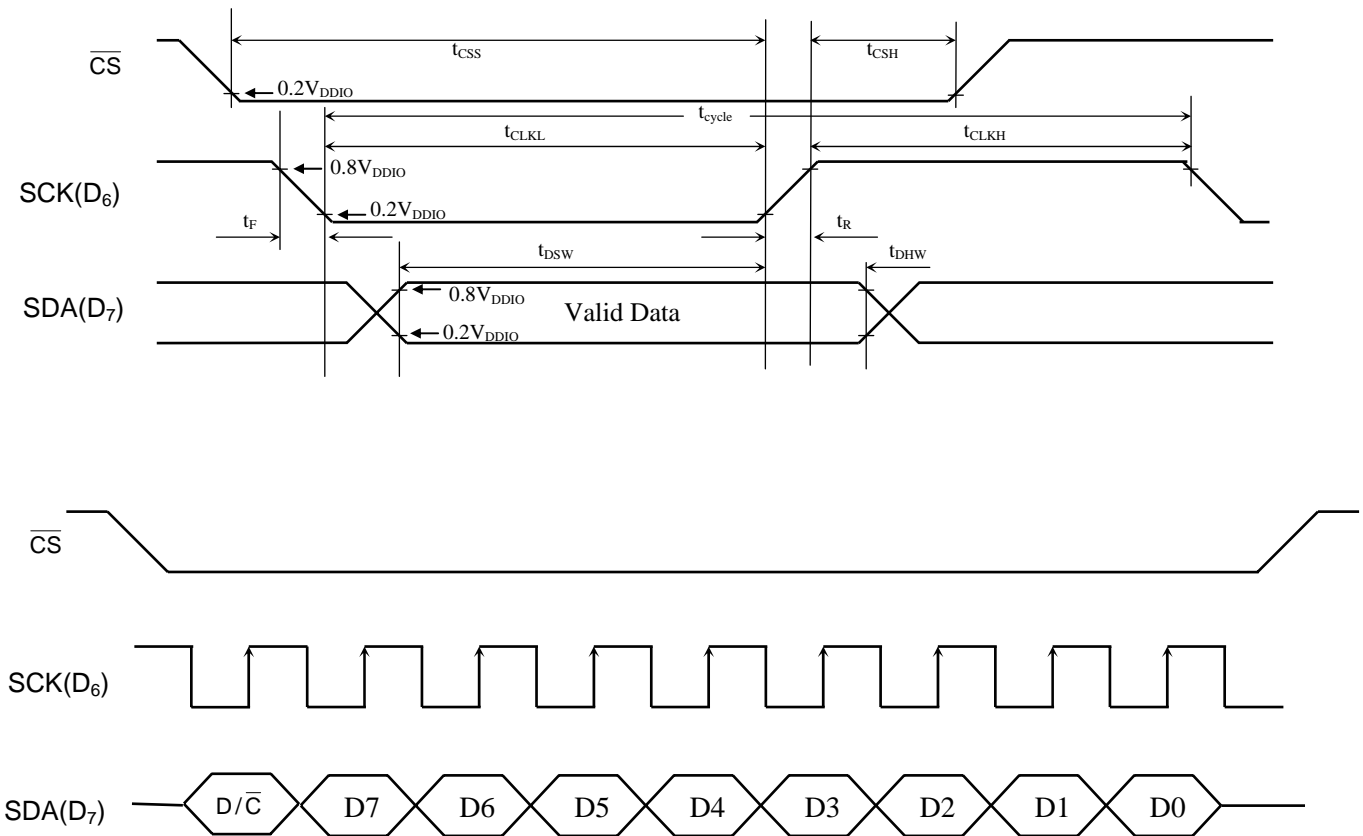 CS
tCSS
tCSH
0.2VDDIO
tcycle
tCLKL
tCLKH
SCK(D6)
0.8VDDIO
0.2VDDIO
tF
tR
tDSW
tDHW
SDA(D7)
0.8VDDIO
Valid Data
0.2VDDIO
CS
SCK(D6)
SDA(D7)
D/C D7 D6 D5 D4 D3 D2 D1 D0